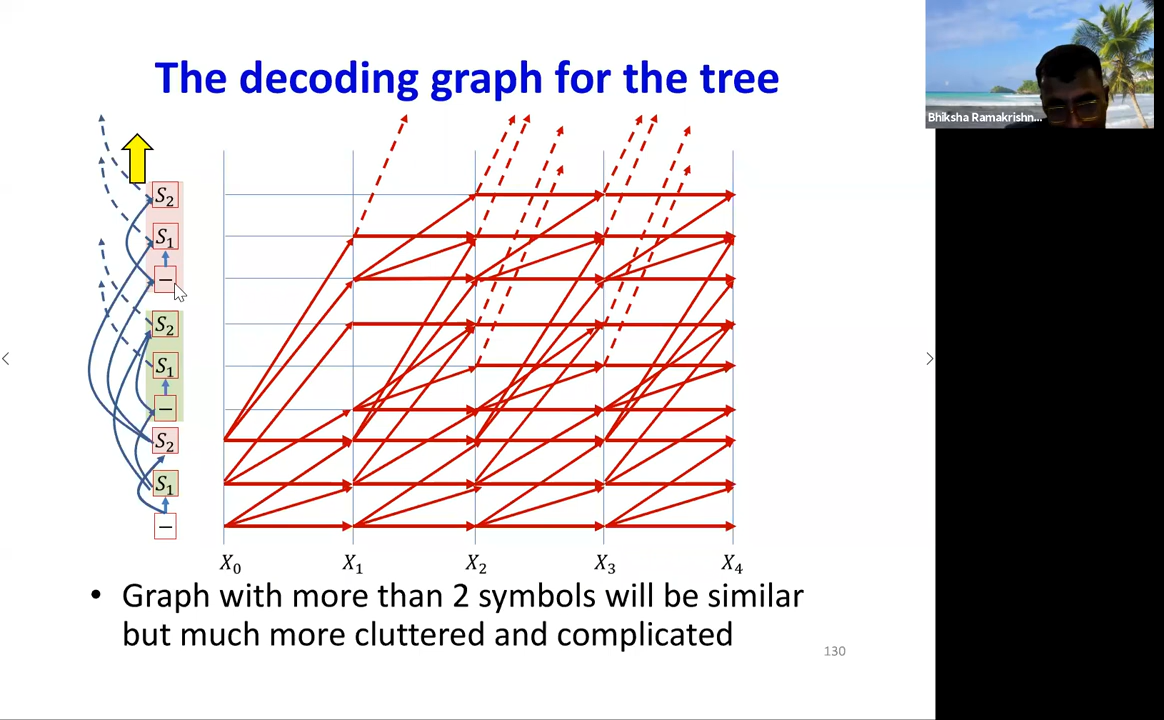 The decoding graph for the tree
Bhiksha Ramakrishn...
S₂
S₁
–
S₂
S₁
–
S₂
S₁
–
X₀ X₁ X₂ X₃ X₄
• Graph with more than 2 symbols will be similar
but much more cluttered and complicated
130